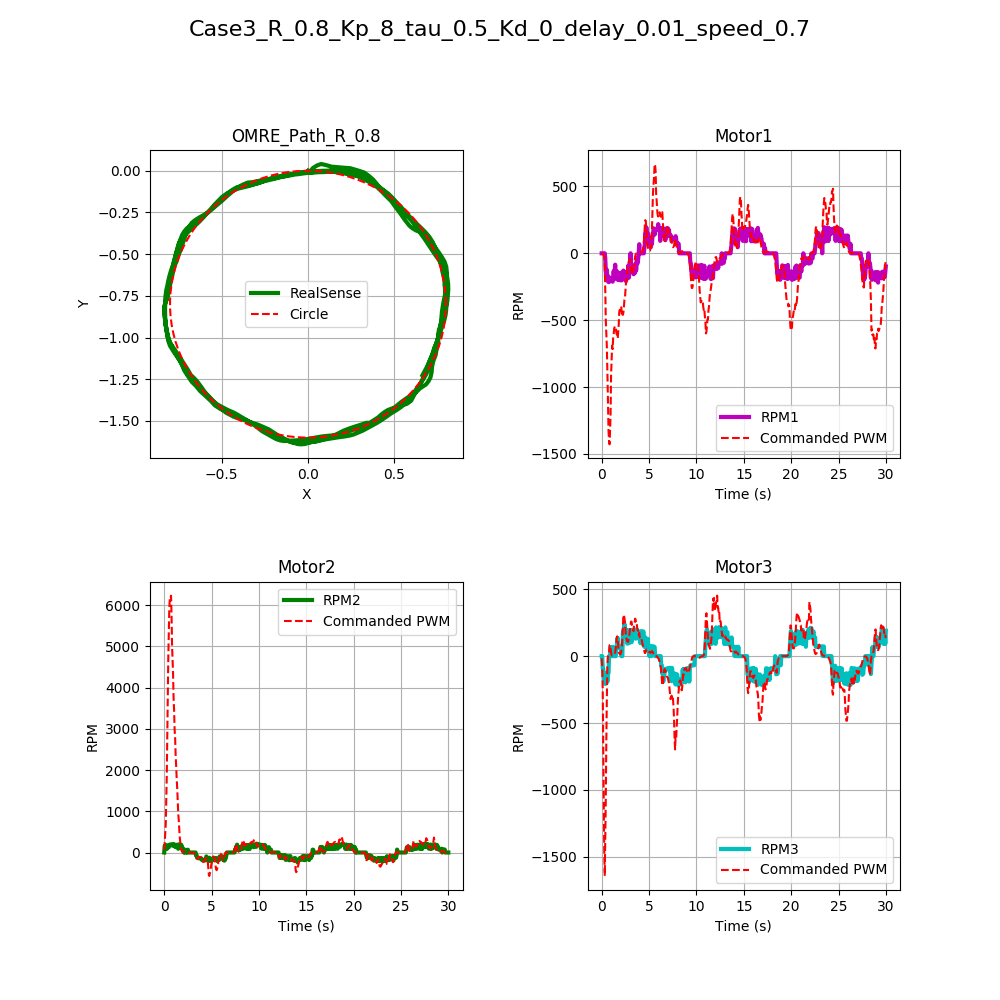 Case3_R_0.8_Kp_8_tau_0.5_Kd_0_delay_0.01_speed_0.7
OMRE_Path_R_0.8
0.00
−0.25
−0.50
−0.75
−1.00
−1.25
−1.50
Y
RealSense
Circle
−0.5
0.0
0.5
X
Motor1
500
0
−500
−1000
−1500
RPM
RPM1
Commanded PWM
0
5
10
15
20
25
30
Time (s)
Motor2
6000
5000
4000
3000
2000
1000
0
RPM
RPM2
Commanded PWM
0
5
10
15
20
25
30
Time (s)
Motor3
500
0
−500
−1000
−1500
RPM
RPM3
Commanded PWM
0
5
10
15
20
25
30
Time (s)